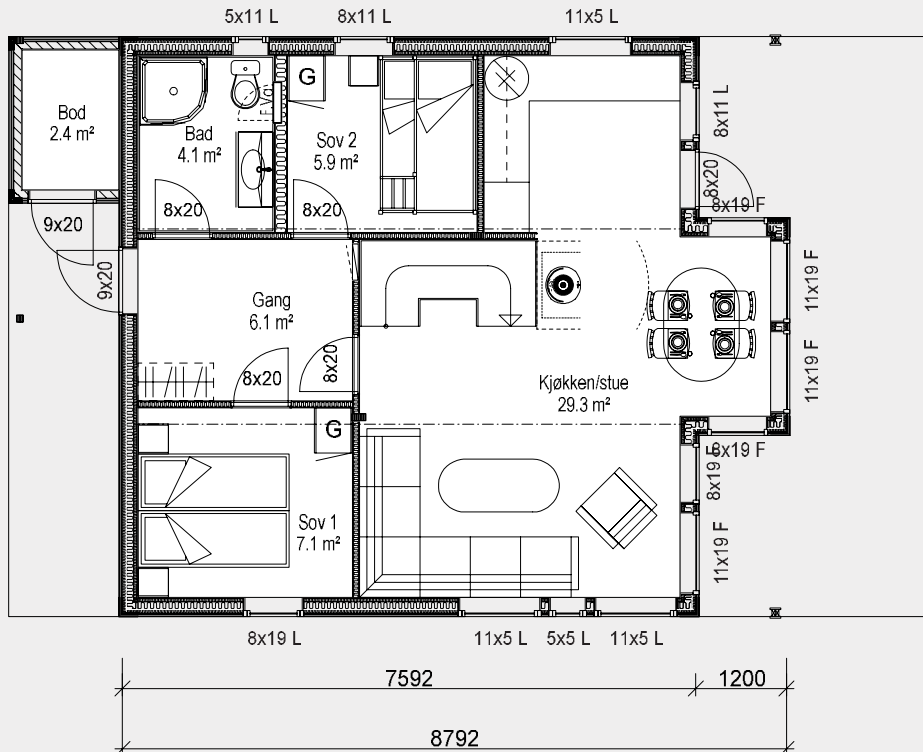 5x11 L
8x11 L
11x5 L
Bod
2.4 m²
Bad
4.1 m²
G
Sov 2
5.9 m²
8x11 L
8x20
8x20
8x20
8x19 F
9x20
9x20
Gang
6.1 m²
11x19 F
8x20
8x20
Kjøkken/stue
29.3 m²
11x19 F
G
8x19 F
8x19 F
Sov 1
7.1 m²
11x19 F
8x19 L
11x5 L
5x5 L
11x5 L
7592
1200
8792